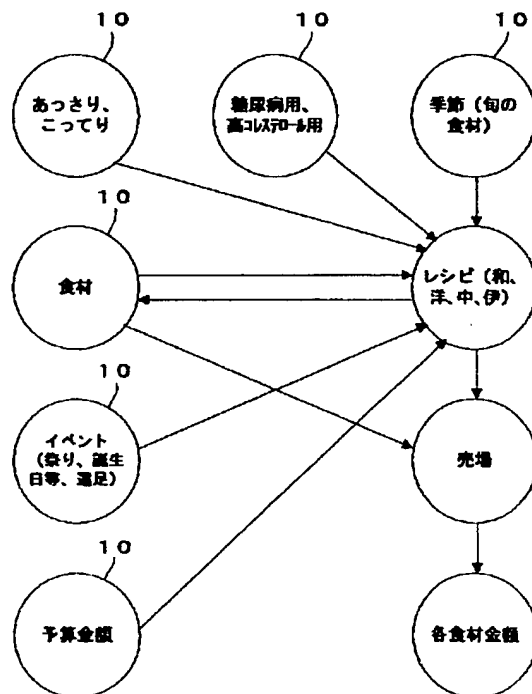 10
10
10
あっさり、
こってり
糖尿病用、
高ｺﾚｽﾃﾛｰﾙ用
季節（旬の
食材）
10
食材
レシピ（和、
洋、中、伊）
10
イベント
（祭り、誕生
日等、遠足）
売場
10
予算金額
各食材金額